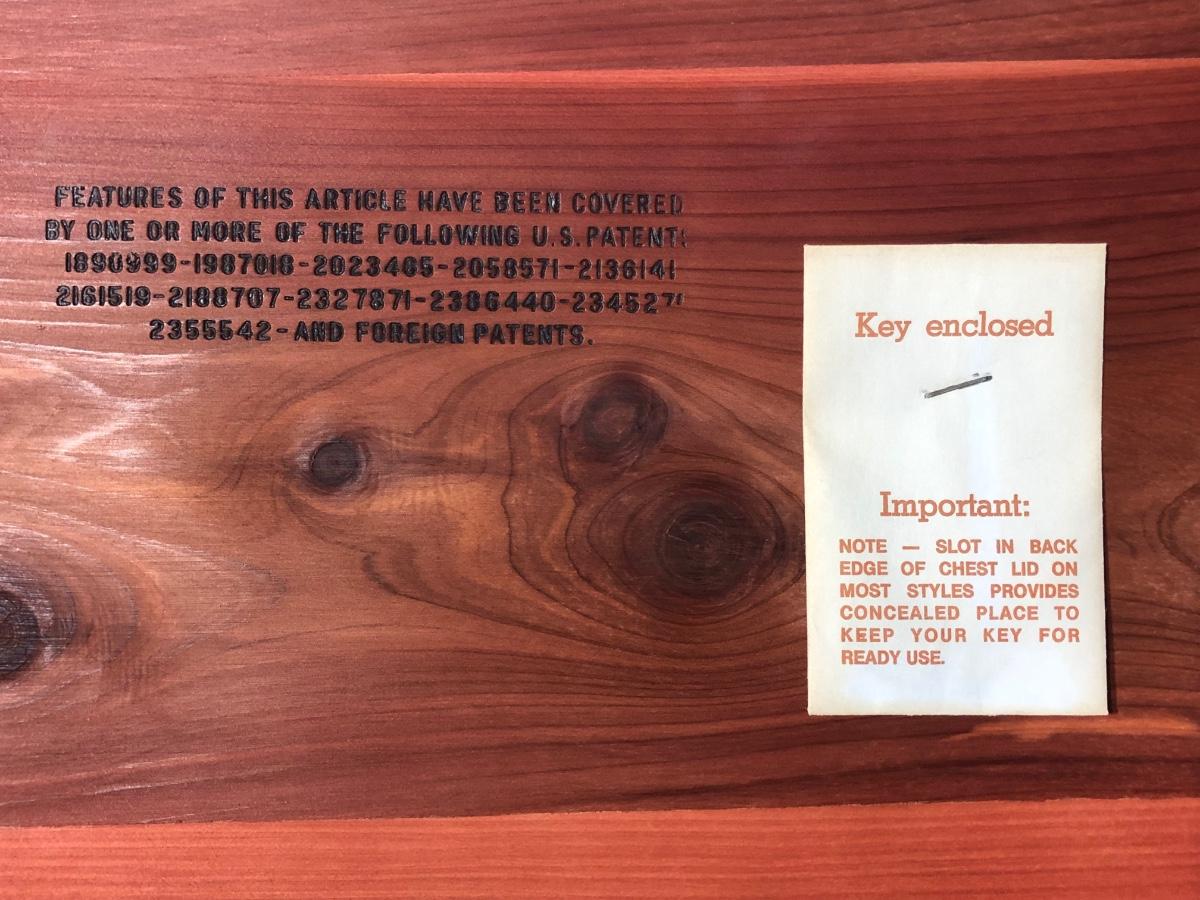 FEATURES OF THIS ARTICLE HAVE BEEN COVERED
BY ONE OR MORE OF THE FOLLOWING U.S. PATENTS
1890999-1987018-2023465-2058571-2136141
2161519-2188707-2327871-2386440-234527
2355542-AND FOREIGN PATENTS.
Key enclosed
Important:
NOTE — SLOT IN BACK
EDGE OF CHEST LID ON
MOST STYLES PROVIDES
CONCEALED PLACE TO
KEEP YOUR KEY FOR
READY USE.